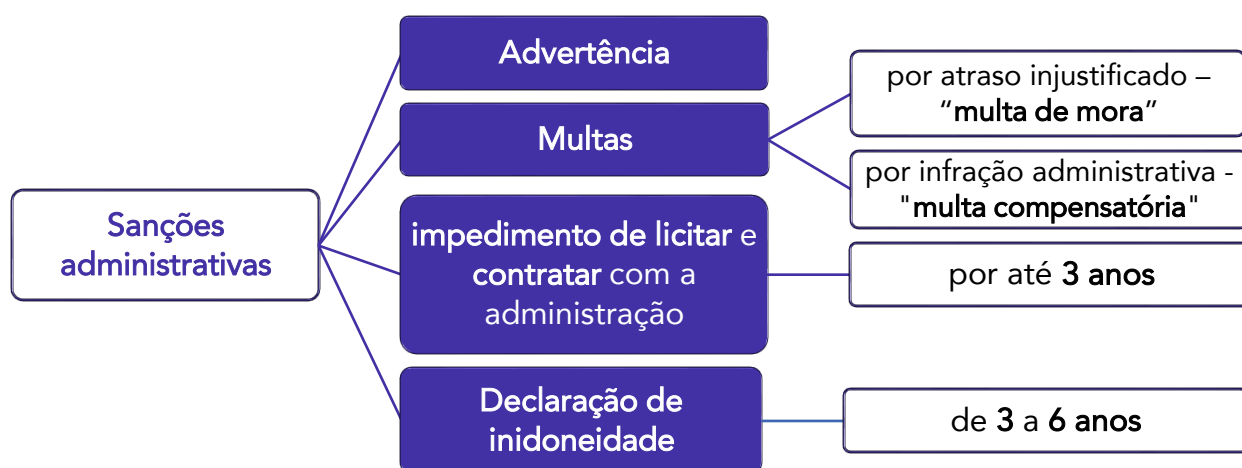 Sanções
administrativas
Advertência
Multas
por atraso injustificado –
“multa de mora”
por infração administrativa -
"multa compensatória"
impedimento de licitar e
contratar com a
administração
por até 3 anos
Declaração de
inidoneidade
de 3 a 6 anos